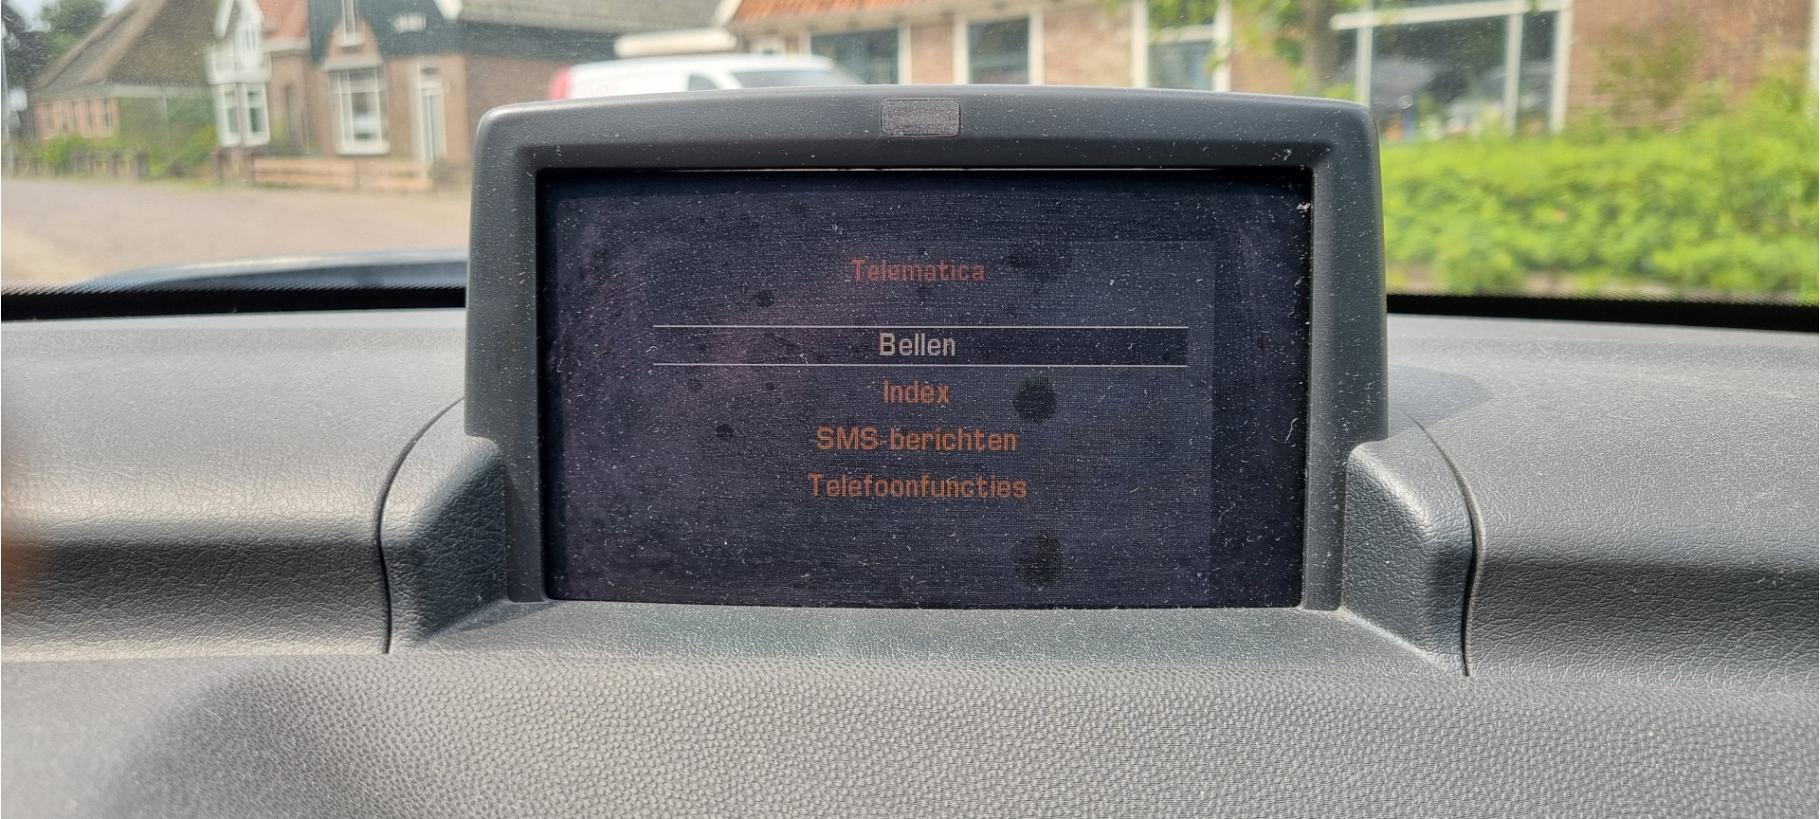 Telematica
Bellen
Index
SMS-berichten
Telefoonfuncties